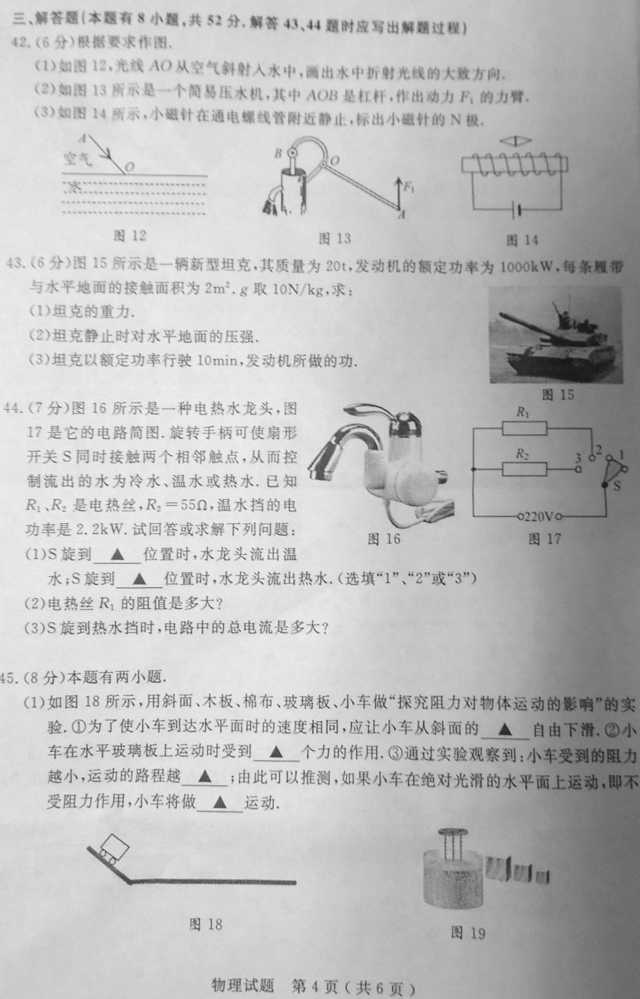 三、解答题(本题有 8 小题,共 52 分.解答 43、44 题时应写出解题过程)
42.(6 分)根据要求作图.
(1)如图 12,光线 AO 从空气斜射入水中,画出水中折射光线的大致方向.
(2)如图 13 所示是一个简易压水机,其中 AOB 是杠杆,作出动力 F₁ 的力臂.
(3)如图 14 所示,小磁针在通电螺线管附近静止,标出小磁针的 N 极.
A
空气
O
水
B
O
F₁
A
图 12
图 13
图 14
43.(6 分)图 15 所示是一辆新型坦克,其质量为 20t,发动机的额定功率为 1000kW,每条履带
与水平地面的接触面积为 2m².g 取 10N/kg,求:
(1)坦克的重力.
(2)坦克静止时对水平地面的压强.
(3)坦克以额定功率行驶 10min,发动机所做的功.
图 15
44.(7 分)图 16 所示是一种电热水龙头,图
17 是它的电路简图.旋转手柄可使扇形
开关 S 同时接触两个相邻触点,从而控
制流出的水为冷水、温水或热水.已知
R₁、R₂ 是电热丝,R₂=55Ω,温水挡的电
功率是 2.2kW.试回答或求解下列问题:
(1)S 旋到 ▲ 位置时,水龙头流出温
水;S 旋到 ▲ 位置时,水龙头流出热水.(选填“1”、“2”或“3”)
(2)电热丝 R₁ 的阻值是多大?
(3)S 旋到热水挡时,电路中的总电流是多大?
R₁
R₂
3
2
1
S
220V
图 16
图 17
45.(8 分)本题有两小题.
(1)如图 18 所示,用斜面、木板、棉布、玻璃板、小车做“探究阻力对物体运动的影响”的实
验.①为了使小车到达水平面时的速度相同,应让小车从斜面的 ▲ 自由下滑.②小
车在水平玻璃板上运动时受到 ▲ 个力的作用.③通过实验观察到:小车受到的阻力
越小,运动的路程越 ▲ ;由此可以推测,如果小车在绝对光滑的水平面上运动,即不
受阻力作用,小车将做 ▲ 运动.
图 18
图 19
物理试题 第 4 页(共 6 页)